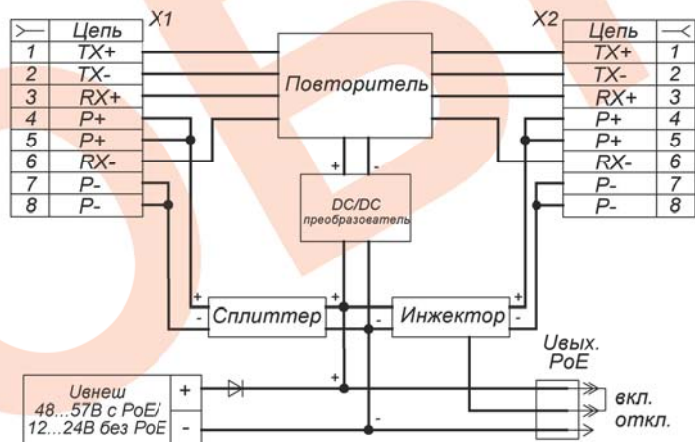 X1
X2
Цепь
1 TX+
2 TX-
3 RX+
4 P+
5 P+
6 RX-
7 P-
8 P-
Цепь
TX+ 1
TX- 2
RX+ 3
P+ 4
P+ 5
RX- 6
P- 7
P- 8
Повторитель
+ -
DC/DC
преобразователь
+ - Сплиттер + -
Инжектор + -
Uвых.
PoE
Uвнеш
48...57В с PoE/
12...24В без PoE
+
-
+
-
вкл.
откл.